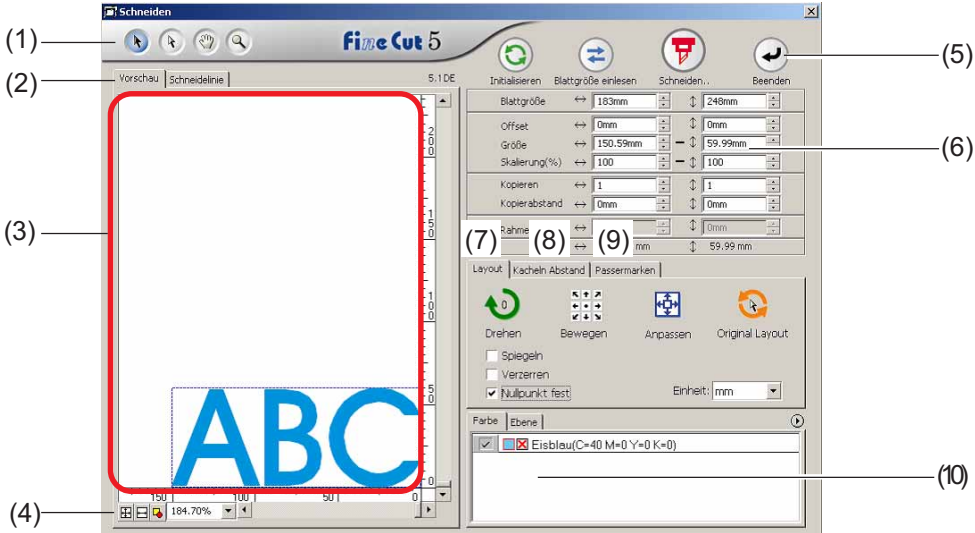 Schneiden
(1)
FineCut 5
(5)
Initialisieren Blattgröße einlesen Schneiden.. Beenden
(2)
Vorschau Schneidelinie 5.1DE
Blattgröße 183mm 248mm
Offset 0mm 0mm
Größe 150.59mm 59.99mm
(6)
Skalierung(%) 100 100
Kopieren 1 1
Kopierabstand 0mm 0mm
(3)
Rahme 0mm
(7) (8) (9)
mm 59.99 mm
Layout Kacheln Abstand Passermarken
0
Drehen Bewegen Anpassen Original Layout
Spiegeln
Verzerren
Nullpunkt fest Einheit: mm
200
150
100
50
0
ABC
Farbe Ebene
Eisblau(C=40 M=0 Y=0 K=0)
(10)
150 100 50 0
(4)
184.70%